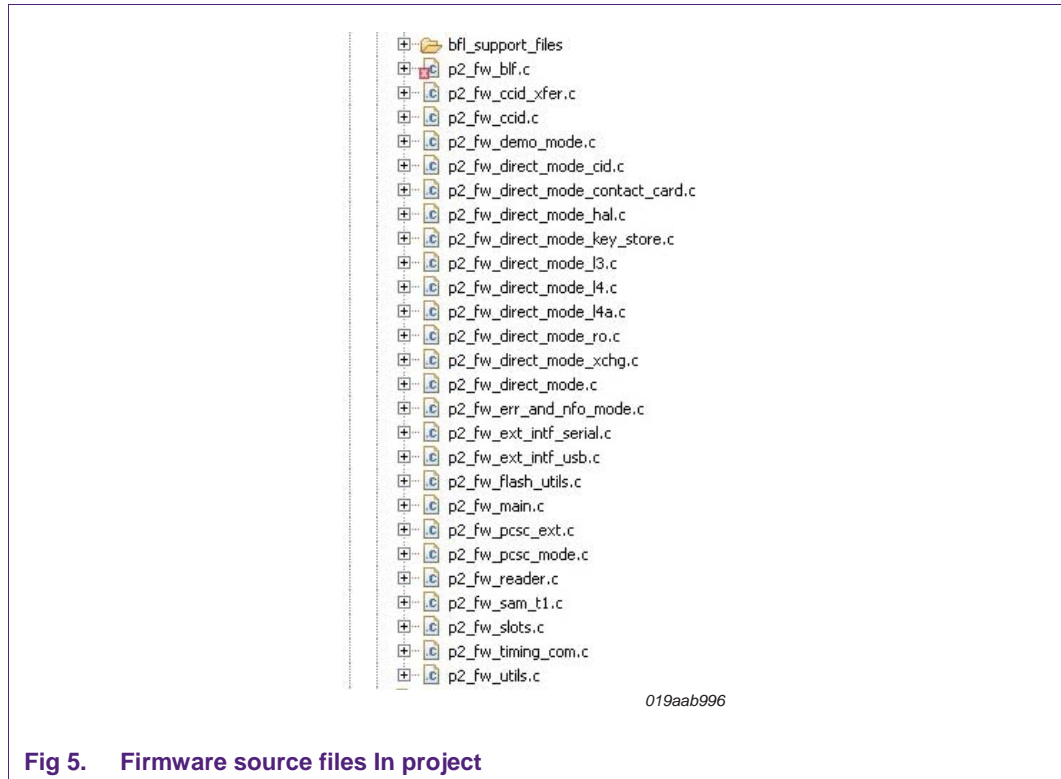 bfl_support_files
p2_fw_blf.c
p2_fw_ccid_xfer.c
p2_fw_ccid.c
p2_fw_demo_mode.c
p2_fw_direct_mode_cid.c
p2_fw_direct_mode_contact_card.c
p2_fw_direct_mode_hal.c
p2_fw_direct_mode_key_store.c
p2_fw_direct_mode_l3.c
p2_fw_direct_mode_l4.c
p2_fw_direct_mode_l4a.c
p2_fw_direct_mode_ro.c
p2_fw_direct_mode_xchg.c
p2_fw_direct_mode.c
p2_fw_err_and_nfo_mode.c
p2_fw_ext_intf_serial.c
p2_fw_ext_intf_usb.c
p2_fw_flash_utils.c
p2_fw_main.c
p2_fw_pcsc_ext.c
p2_fw_pcsc_mode.c
p2_fw_reader.c
p2_fw_sam_t1.c
p2_fw_slots.c
p2_fw_timing_com.c
p2_fw_utils.c
019aab996
Fig 5. Firmware source files In project